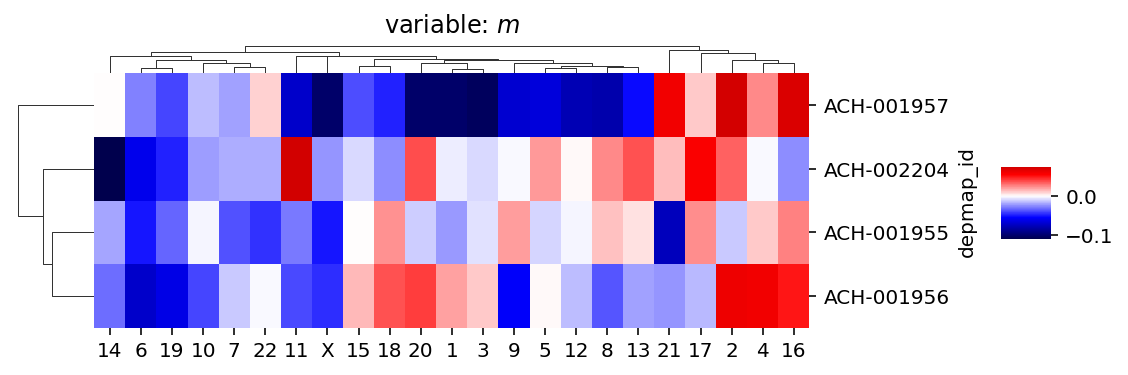 variable: m
ACH-001957
ACH-002204
ACH-001955
ACH-001956
depmap_id
0.0
−0.1
14 6 19 10 7 22 11 X 15 18 20 1 3 9 5 12 8 13 21 17 2 4 16